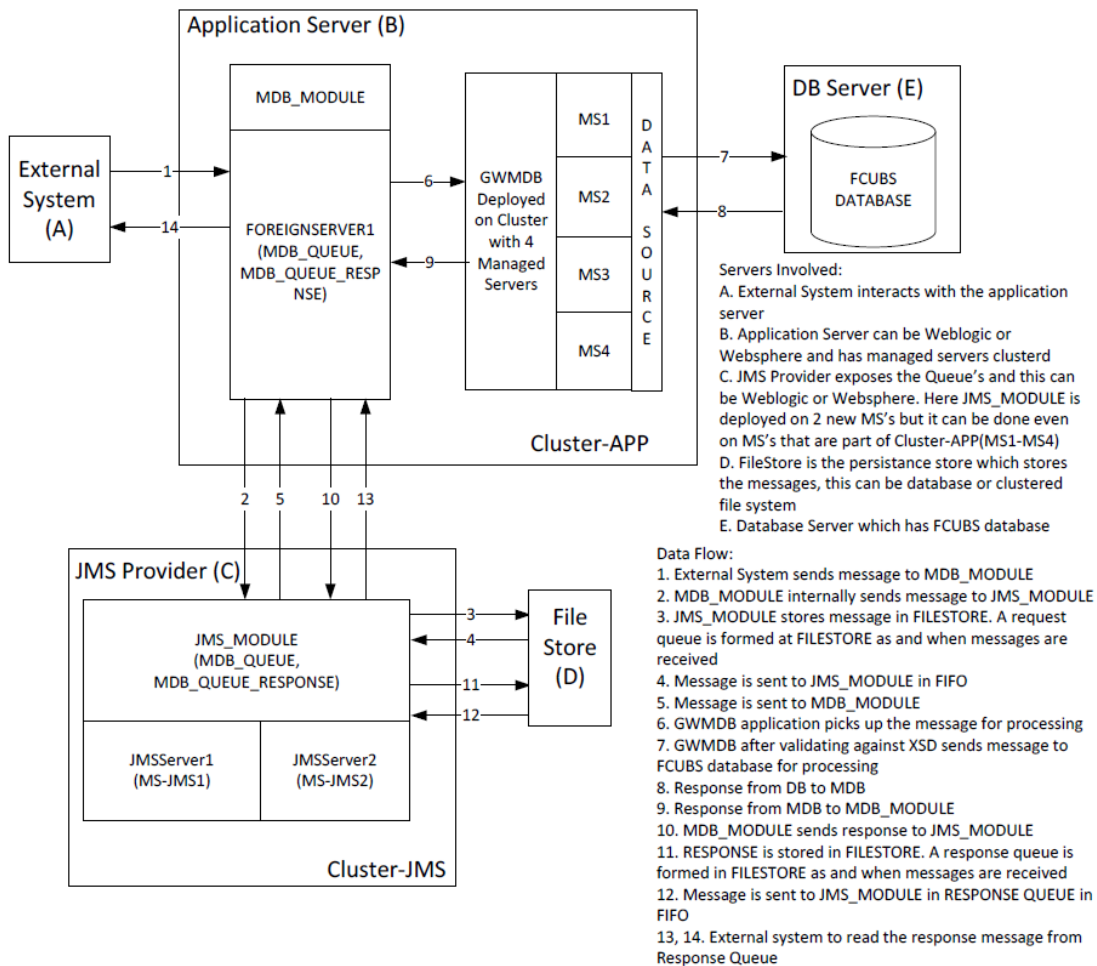 Application Server (B)
MDB_MODULE
FOREIGNSERVER1
(MDB_QUEUE,
MDB_QUEUE_RESP
NSE)
GWMDB
Deployed
on Cluster
with 4
Managed
Servers
MS1
MS2
MS3
MS4
D
A
T
A
S
O
U
R
C
E
Cluster-APP
External
System
(A)
1
14
6
9
7
8
DB Server (E)
FCUBS
DATABASE
2
5
10
13
JMS Provider (C)
JMS_MODULE
(MDB_QUEUE,
MDB_QUEUE_RESPONSE)
JMSServer1
(MS-JMS1)
JMSServer2
(MS-JMS2)
Cluster-JMS
3
4
11
12
File
Store
(D)
Servers Involved:
A. External System interacts with the application
server
B. Application Server can be Weblogic or
Websphere and has managed servers clusterd
C. JMS Provider exposes the Queue's and this can
be Weblogic or Websphere. Here JMS_MODULE is
deployed on 2 new MS's but it can be done even
on MS's that are part of Cluster-APP(MS1-MS4)
D. FileStore is the persistance store which stores
the messages, this can be database or clustered
file system
E. Database Server which has FCUBS database
Data Flow:
1. External System sends message to MDB_MODULE
2. MDB_MODULE internally sends message to JMS_MODULE
3. JMS_MODULE stores message in FILESTORE. A request
queue is formed at FILESTORE as and when messages are
received
4. Message is sent to JMS_MODULE in FIFO
5. Message is sent to MDB_MODULE
6. GWMDB application picks up the message for processing
7. GWMDB after validating against XSD sends message to
FCUBS database for processing
8. Response from DB to MDB
9. Response from MDB to MDB_MODULE
10. MDB_MODULE sends response to JMS_MODULE
11. RESPONSE is stored in FILESTORE. A response queue is
formed in FILESTORE as and when messages are received
12. Message is sent to JMS_MODULE in RESPONSE QUEUE in
FIFO
13, 14. External system to read the response message from
Response Queue